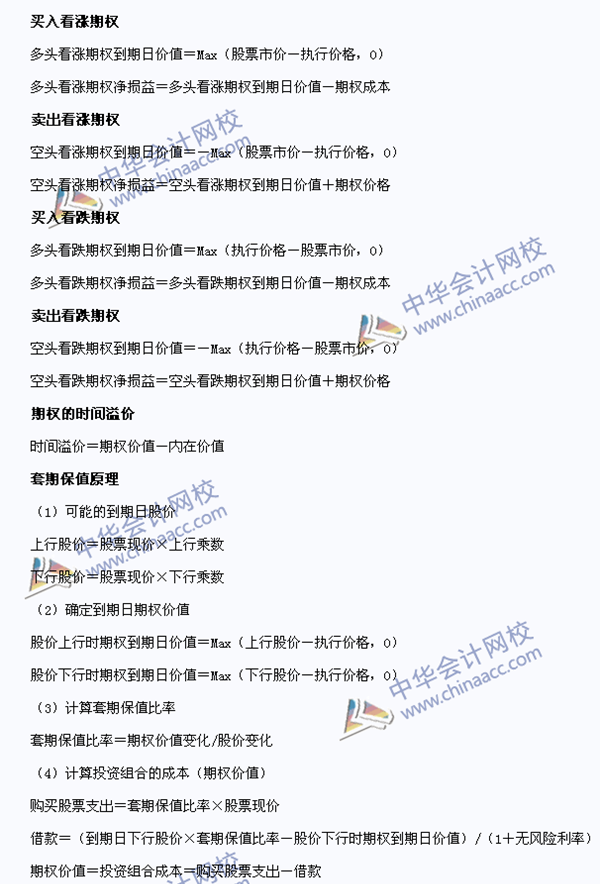 买入看涨期权
多头看涨期权到期日价值＝Max（股票市价－执行价格，0）
多头看涨期权净损益＝多头看涨期权到期日价值－期权成本
卖出看涨期权
空头看涨期权到期日价值＝－Max（股票市价－执行价格，0）
空头看涨期权净损益＝空头看涨期权到期日价值＋期权价格
买入看跌期权
多头看跌期权到期日价值＝Max（执行价格－股票市价，0）
多头看跌期权净损益＝多头看跌期权到期日价值－期权成本
卖出看跌期权
空头看跌期权到期日价值＝－Max（执行价格－股票市价，0）
空头看跌期权净损益＝空头看跌期权到期日价值＋期权价格
期权的时间溢价
时间溢价＝期权价值－内在价值
套期保值原理
（1）可能的到期日股价
上行股价＝股票现价×上行乘数
下行股价＝股票现价×下行乘数
（2）确定到期日期权价值
股价上行时期权到期日价值＝Max（上行股价－执行价格，0）
股价下行时期权到期日价值＝Max（下行股价－执行价格，0）
（3）计算套期保值比率
套期保值比率＝期权价值变化/股价变化
（4）计算投资组合的成本（期权价值）
购买股票支出＝套期保值比率×股票现价
借款＝（到期日下行股价×套期保值比率－股价下行时期权到期日价值）/（1＋无风险利率）
期权价值＝投资组合成本＝购买股票支出－借款
中华会计网校
www.chinaacc.com
中华会计网校
www.chinaacc.com
中华会计网校
www.chinaacc.com
中华会计网校
www.chinaacc.com